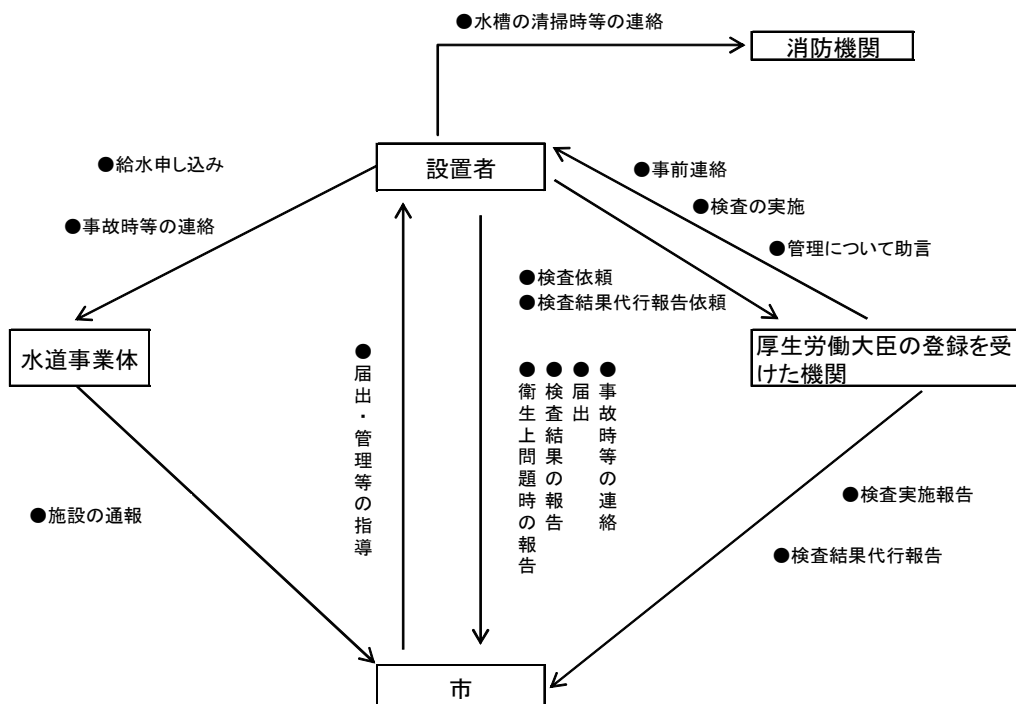 ●水槽の清掃時等の連絡
消防機関
●給水申し込み
設置者
●事前連絡
●事故時等の連絡
●検査の実施
●管理について助言
●検査依頼
●検査結果代行報告依頼
水道事業体
厚生労働大臣の登録を受
けた機関
●届出・管理等の指導
●事故時等の連絡
●届出
●検査結果の報告
●衛生上問題時の報告
●施設の通報
●検査実施報告
●検査結果代行報告
市